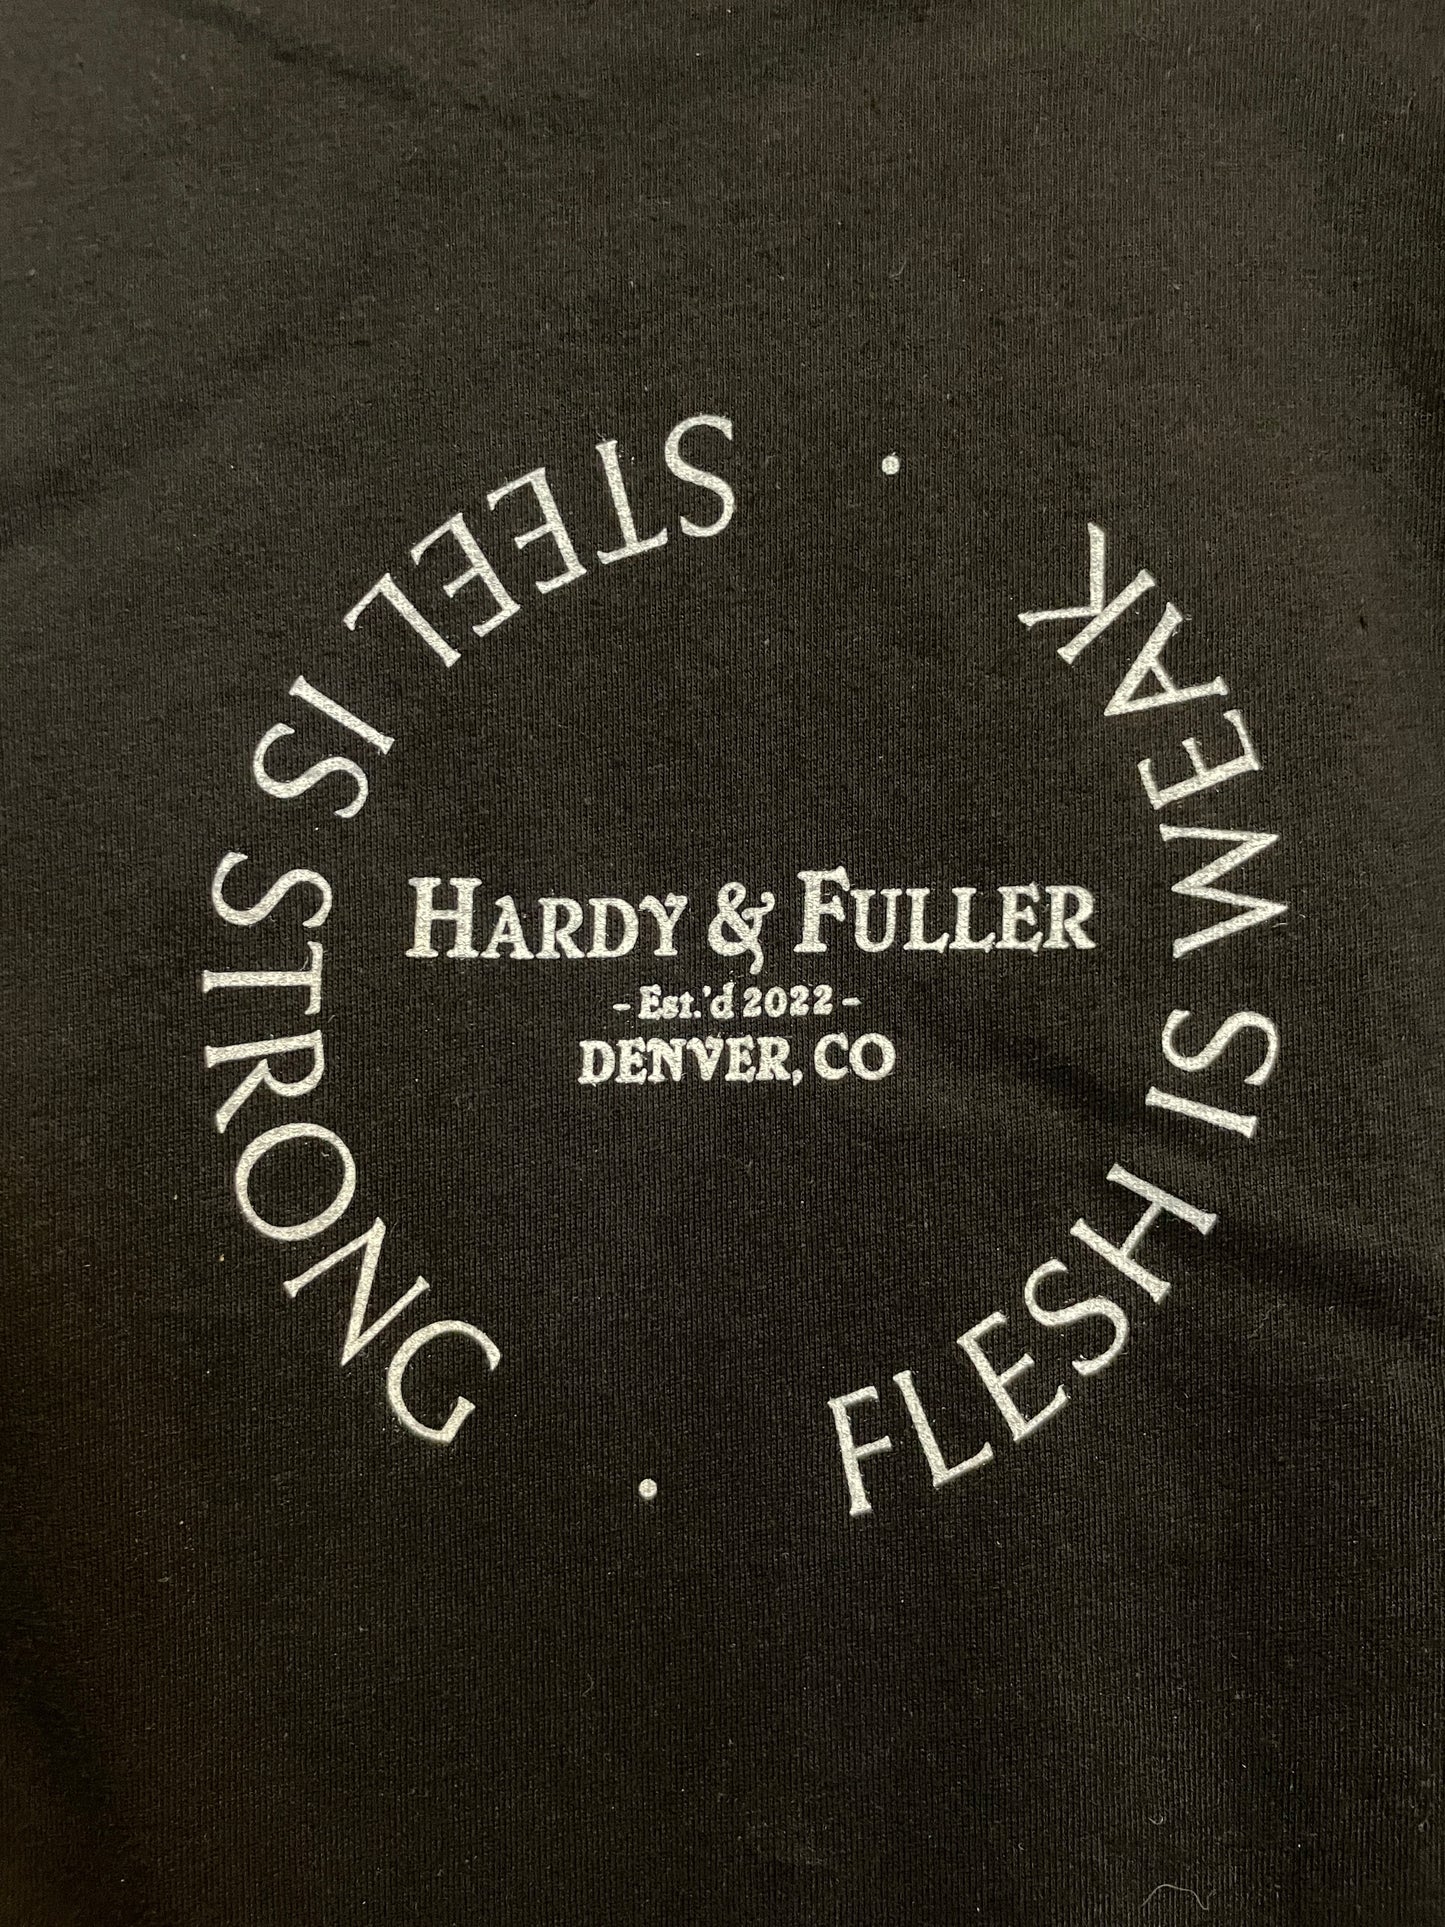 STEEL IS STRONG
.
FLESH IS WEAK
.
HARDY & FULLER
- Est.'d 2022 -
DENVER, CO